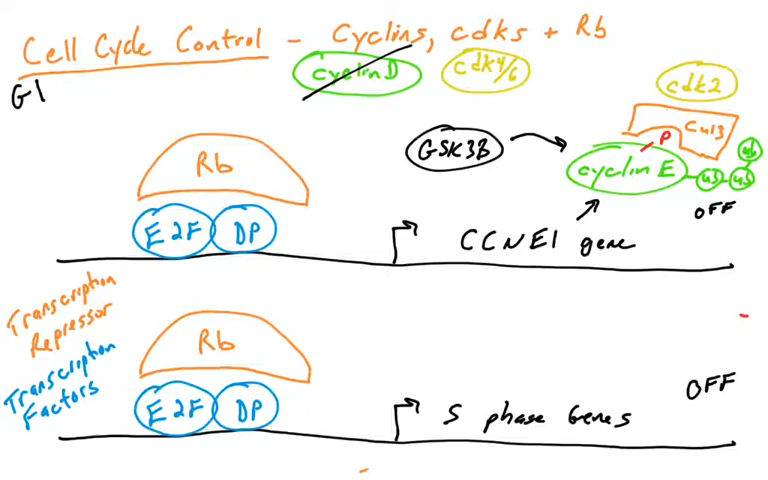 Cell Cycle Control - Cyclins, cdks + Rb
cyclin D
cdk4/6
G1
cdk2
Cul3
P
GSK3B
cyclin E
ub
ub
ub
OFF
Rb
E2F
DP
CCNE1 gene
Transcription
Repressor
Transcription
Factors
Rb
E2F
DP
S phase Genes
OFF